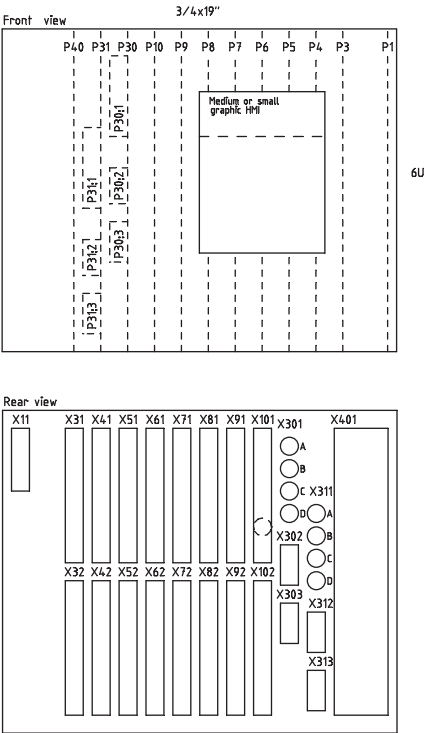 3/4x19"
Front view
P40 P31 P30 P10 P9 P8 P7 P6 P5 P4 P3 P1
Medium or small
graphic HMI
P30:1
P31:1
P30:2
P30:3
P31:2
P31:3
6U
Rear view
X11 X31 X41 X51 X61 X71 X81 X91 X101 X301 X401
A
B
C X311
D A
X302 B
C
D
X32 X42 X52 X62 X72 X82 X92 X102
X303 X312
X313